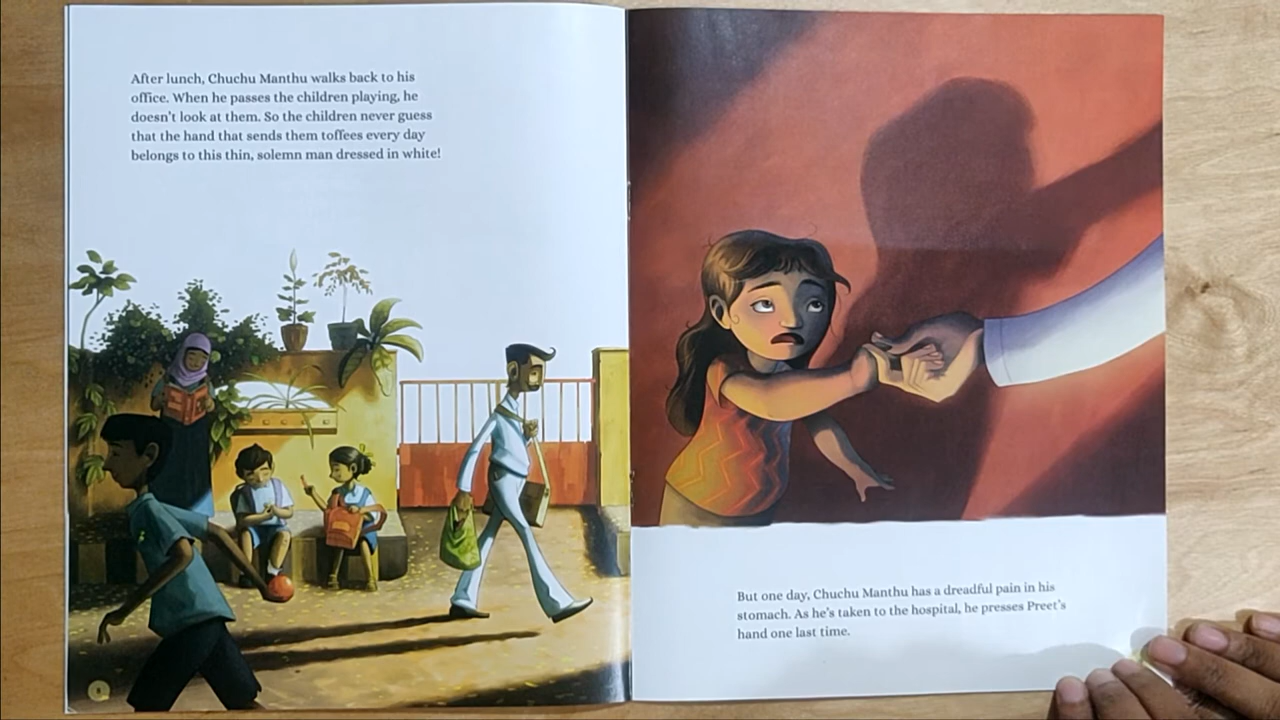 After lunch, Chuchu Manthu walks back to his
office. When he passes the children playing, he
doesn't look at them. So the children never guess
that the hand that sends them toffees every day
belongs to this thin, solemn man dressed in white!
But one day, Chuchu Manthu has a dreadful pain in his
stomach. As he's taken to the hospital, he presses Preet's
hand one last time.